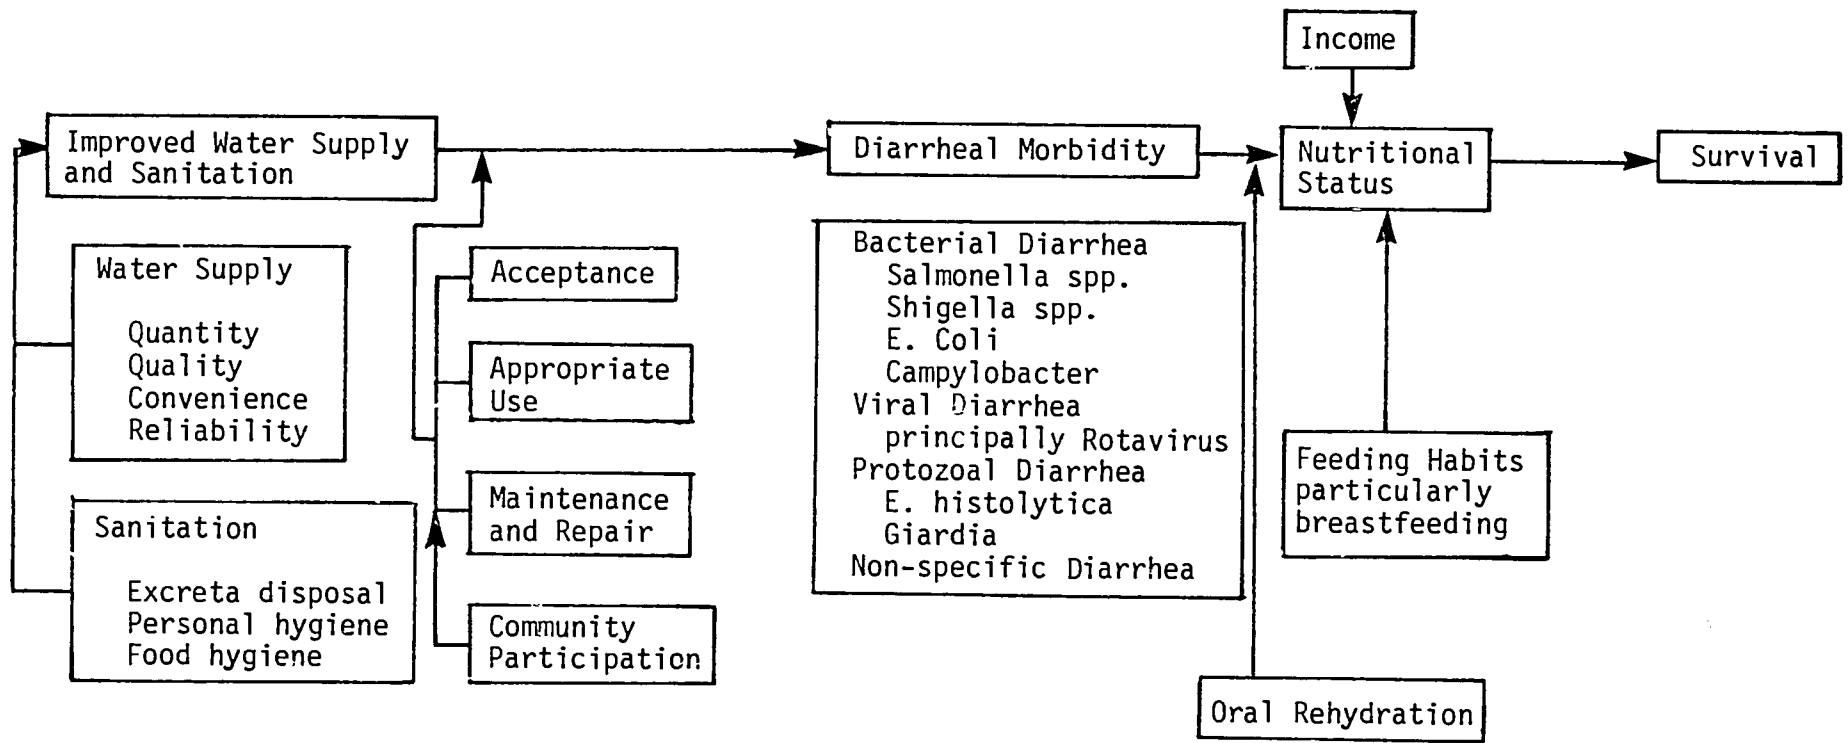 Income
Improved Water Supply
and Sanitation
Diarrheal Morbidity
Nutritional
Status
Survival
Water Supply
Quantity
Quality
Convenience
Reliability
Sanitation
Excreta disposal
Personal hygiene
Food hygiene
Acceptance
Appropriate
Use
Maintenance
and Repair
Community
Participation
Bacterial Diarrhea
Salmonella spp.
Shigella spp.
E. Coli
Campylobacter
Viral Diarrhea
principally Rotavirus
Protozoal Diarrhea
E. histolytica
Giardia
Non-specific Diarrhea
Feeding Habits
particularly
breastfeeding
Oral Rehydration